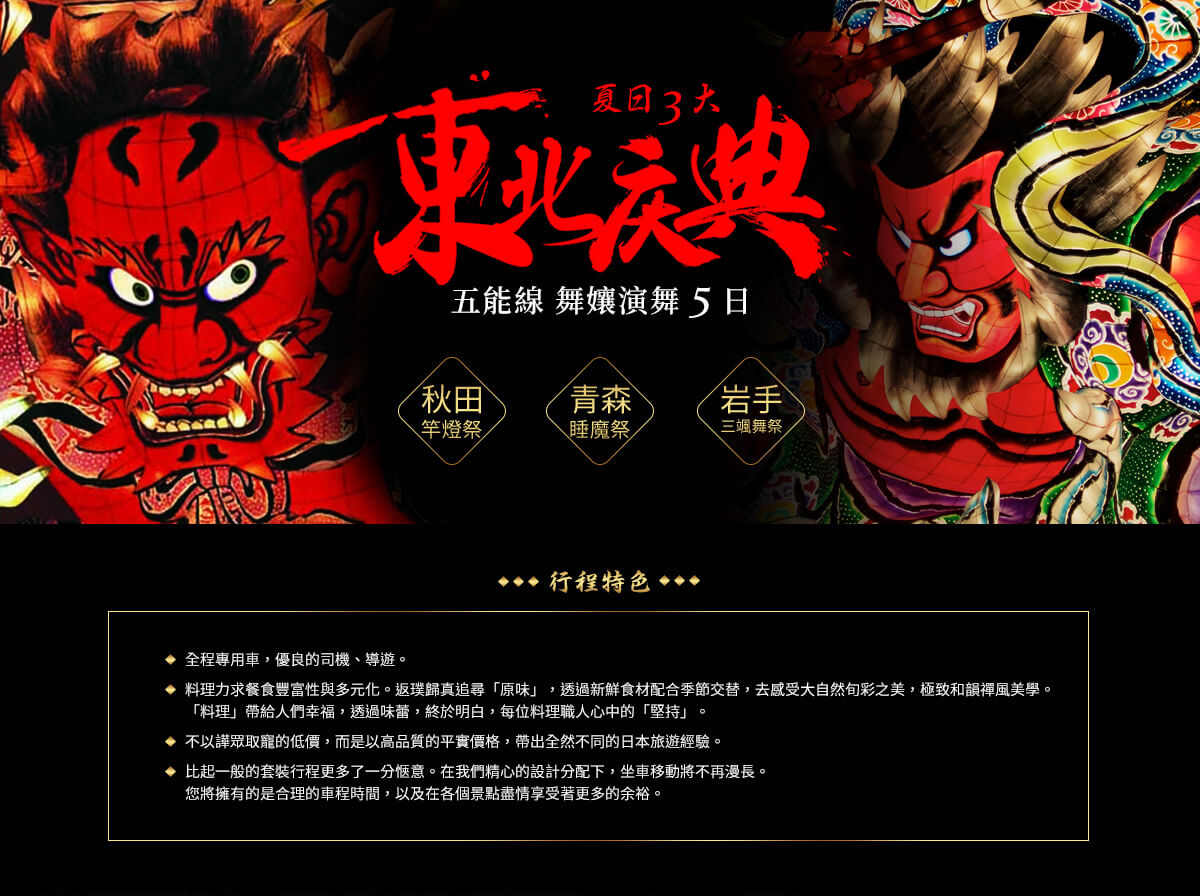 夏日3大
東北庆典
五能線 舞孃演舞 5 日
秋田
竿燈祭
青森
睡魔祭
岩手
三颯舞祭
行程特色
全程專用車，優良的司機、導遊。
料理力求餐食豐富性與多元化。返璞歸真追尋「原味」，透過新鮮食材配合季節交替，去感受大自然旬彩之美，極致和韻禪風美學。
「料理」帶給人們幸福，透過味蕾，終於明白，每位料理職人心中的「堅持」。
不以譁眾取寵的低價，而是以高品質的平實價格，帶出全然不同的日本旅遊經驗。
比起一般的套裝行程更多了一分愜意。在我們精心的設計分配下，坐車移動將不再漫長。
您將擁有的是合理的車程時間，以及在各個景點盡情享受著更多的余裕。